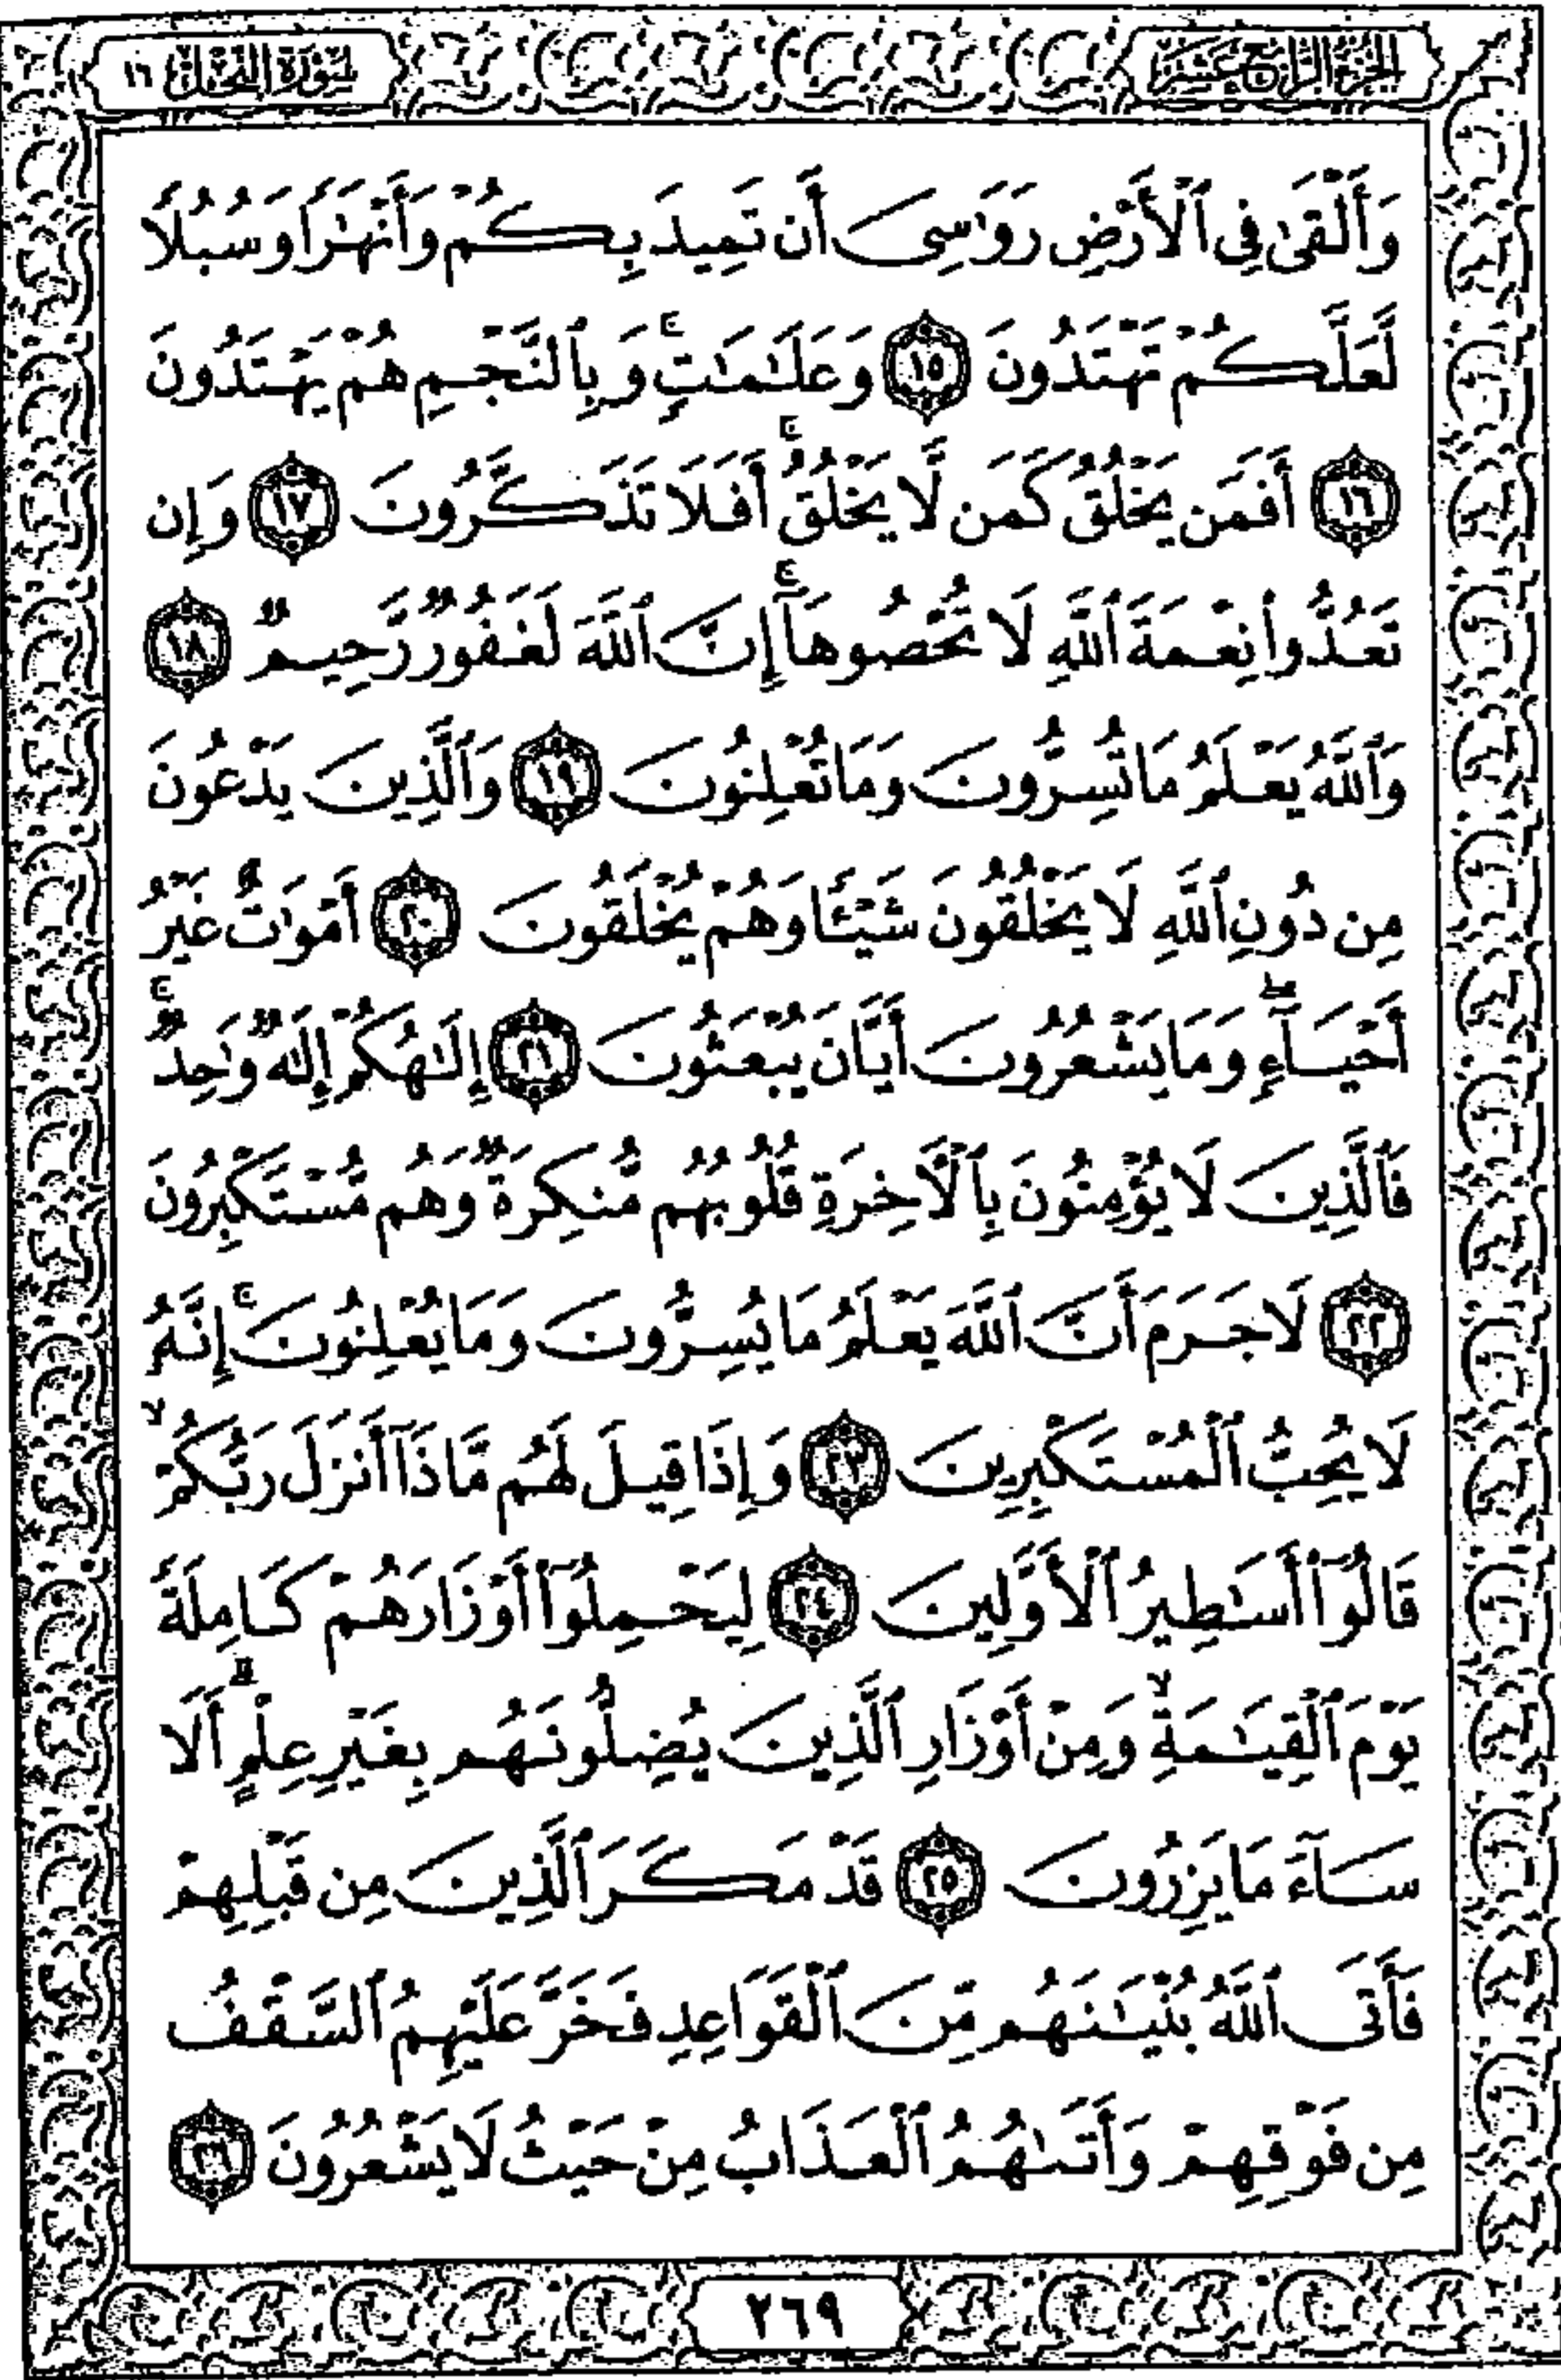 الجزء الرابع عشر
سورة النحل ١٦
وَأَلْقَىٰ فِي ٱلْأَرْضِ رَوَٰسِىَ أَن تَمِيدَ بِكُمْ وَأَنْهَٰرًا وَسُبُلًا
لَّعَلَّكُمْ تَهْتَدُونَ ١٥ وَعَلَٰمَٰتٍۚ وَبِٱلنَّجْمِ هُمْ يَهْتَدُونَ
١٦ أَفَمَن يَخْلُقُ كَمَن لَّا يَخْلُقُۚ أَفَلَا تَذَكَّرُونَ ١٧ وَإِن
تَعُدُّوا۟ نِعْمَةَ ٱللَّهِ لَا تُحْصُوهَآۚ إِنَّ ٱللَّهَ لَغَفُورٌ رَّحِيمٌ ١٨
وَٱللَّهُ يَعْلَمُ مَا تُسِرُّونَ وَمَا تُعْلِنُونَ ١٩ وَٱلَّذِينَ يَدْعُونَ
مِن دُونِ ٱللَّهِ لَا يَخْلُقُونَ شَيْـًٔا وَهُمْ يُخْلَقُونَ ٢٠ أَمْوَٰتٌ غَيْرُ
أَحْيَآءٍۖ وَمَا يَشْعُرُونَ أَيَّانَ يُبْعَثُونَ ٢١ إِلَٰهُكُمْ إِلَٰهٌ وَٰحِدٌۚ
فَٱلَّذِينَ لَا يُؤْمِنُونَ بِٱلْءَاخِرَةِ قُلُوبُهُم مُّنكِرَةٌ وَهُم مُّسْتَكْبِرُونَ
٢٢ لَا جَرَمَ أَنَّ ٱللَّهَ يَعْلَمُ مَا يُسِرُّونَ وَمَا يُعْلِنُونَۚ إِنَّهُۥ
لَا يُحِبُّ ٱلْمُسْتَكْبِرِينَ ٢٣ وَإِذَا قِيلَ لَهُم مَّاذَآ أَنزَلَ رَبُّكُمْۙ
قَالُوٓا۟ أَسَٰطِيرُ ٱلْأَوَّلِينَ ٢٤ لِيَحْمِلُوٓا۟ أَوْزَارَهُمْ كَامِلَةً
يَوْمَ ٱلْقِيَٰمَةِۙ وَمِنْ أَوْزَارِ ٱلَّذِينَ يُضِلُّونَهُم بِغَيْرِ عِلْمٍۗ أَلَا
سَآءَ مَا يَزِرُونَ ٢٥ قَدْ مَكَرَ ٱلَّذِينَ مِن قَبْلِهِمْ
فَأَتَى ٱللَّهُ بُنْيَٰنَهُم مِّنَ ٱلْقَوَاعِدِ فَخَرَّ عَلَيْهِمُ ٱلسَّقْفُ
مِن فَوْقِهِمْ وَأَتَىٰهُمُ ٱلْعَذَابُ مِنْ حَيْثُ لَا يَشْعُرُونَ ٢٦
٢٦٩